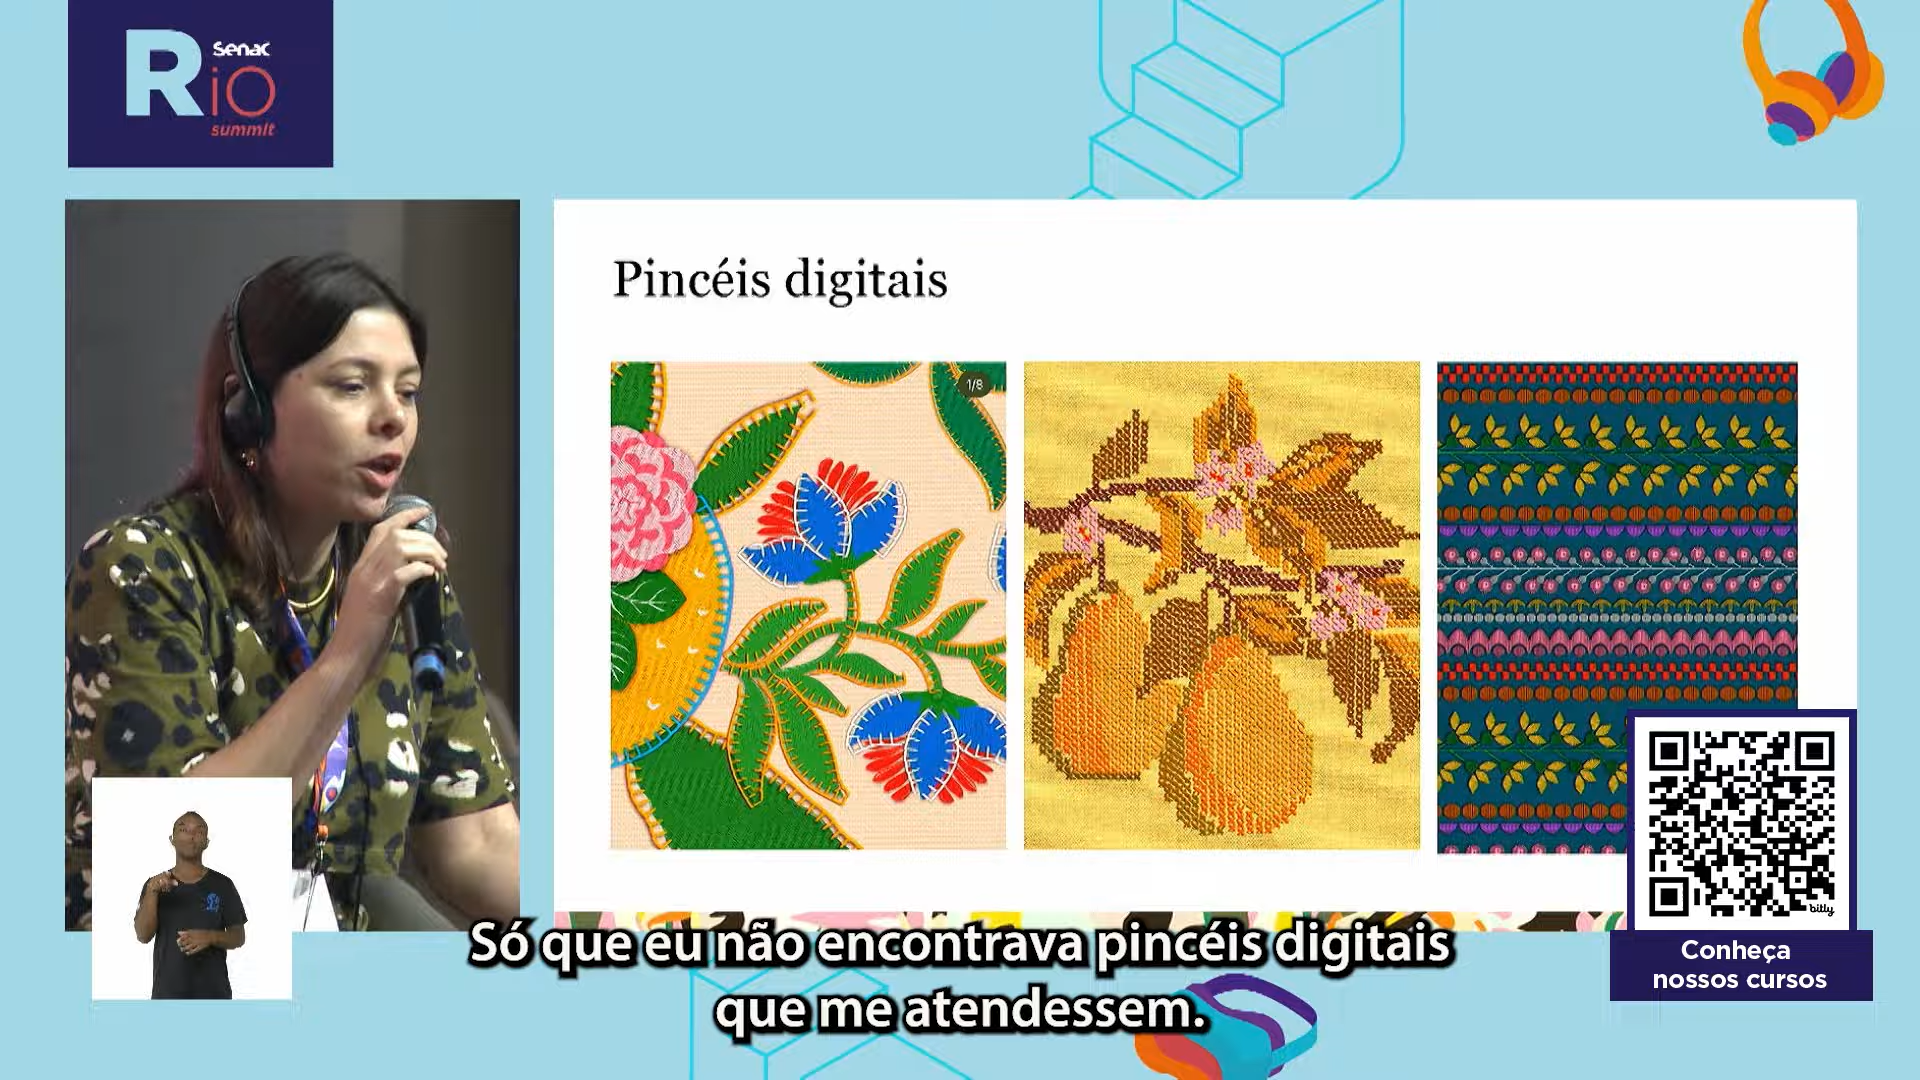 Senac
Rio
summit
Pincéis digitais
1/8
bitly
Só que eu não encontrava pincéis digitais
que me atendessem.
Conheça
nossos cursos